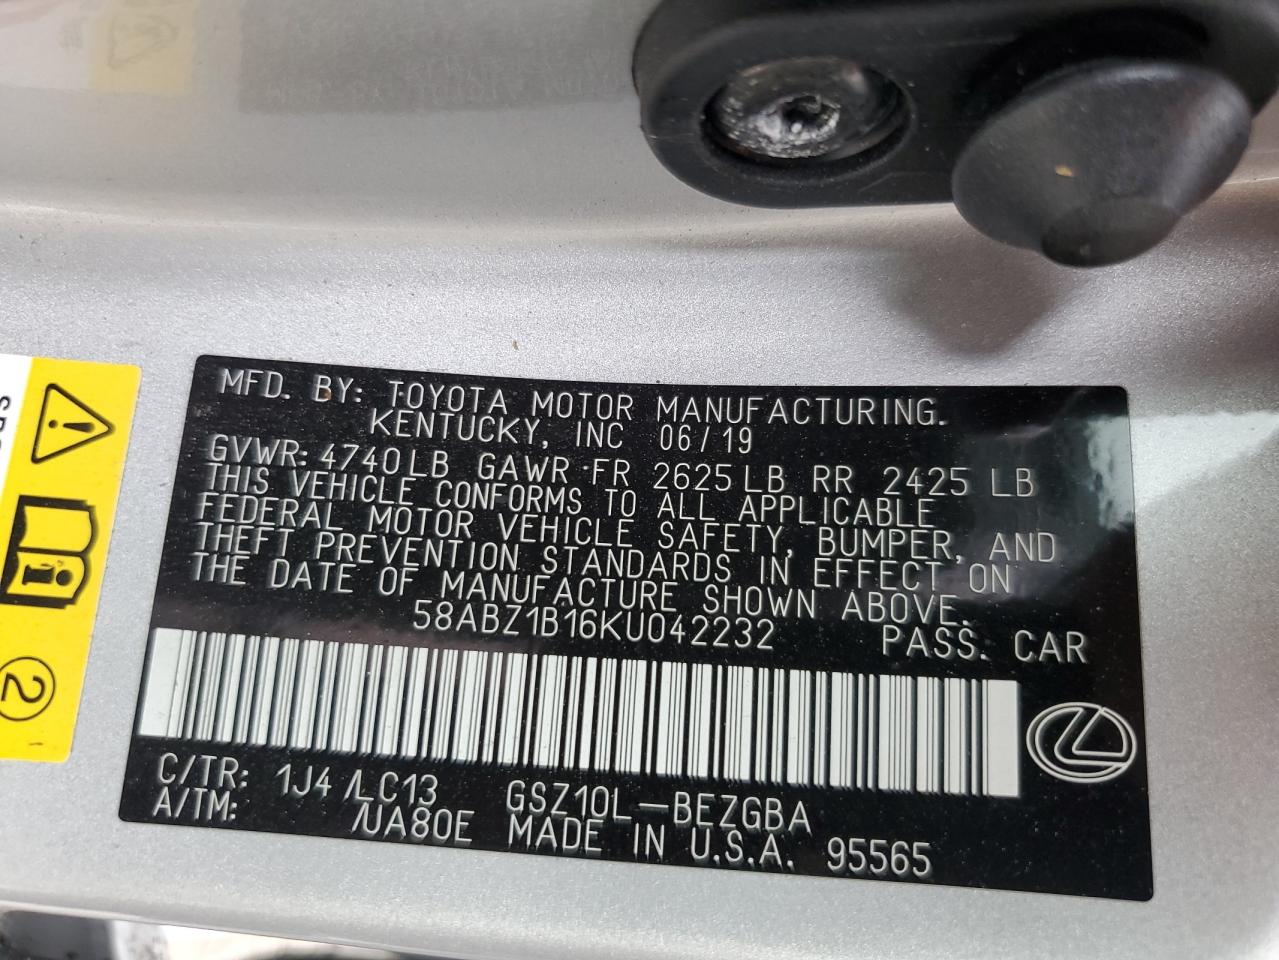 MFD. BY: TOYOTA MOTOR MANUFACTURING.
KENTUCKY, INC 06/19
GVWR: 4740LB GAWR FR 2625LB RR 2425 LB
THIS VEHICLE CONFORMS TO ALL APPLICABLE
FEDERAL MOTOR VEHICLE SAFETY, BUMPER, AND
THEFT PREVENTION STANDARDS IN EFFECT ON
THE DATE OF MANUFACTURE SHOWN ABOVE.
58ABZ1B16KU042232 PASS. CAR
C/TR: 1J4 /LC13 GSZ10L-BEZGBA
A/TM: /UA80E MADE IN U.S.A. 95565
2